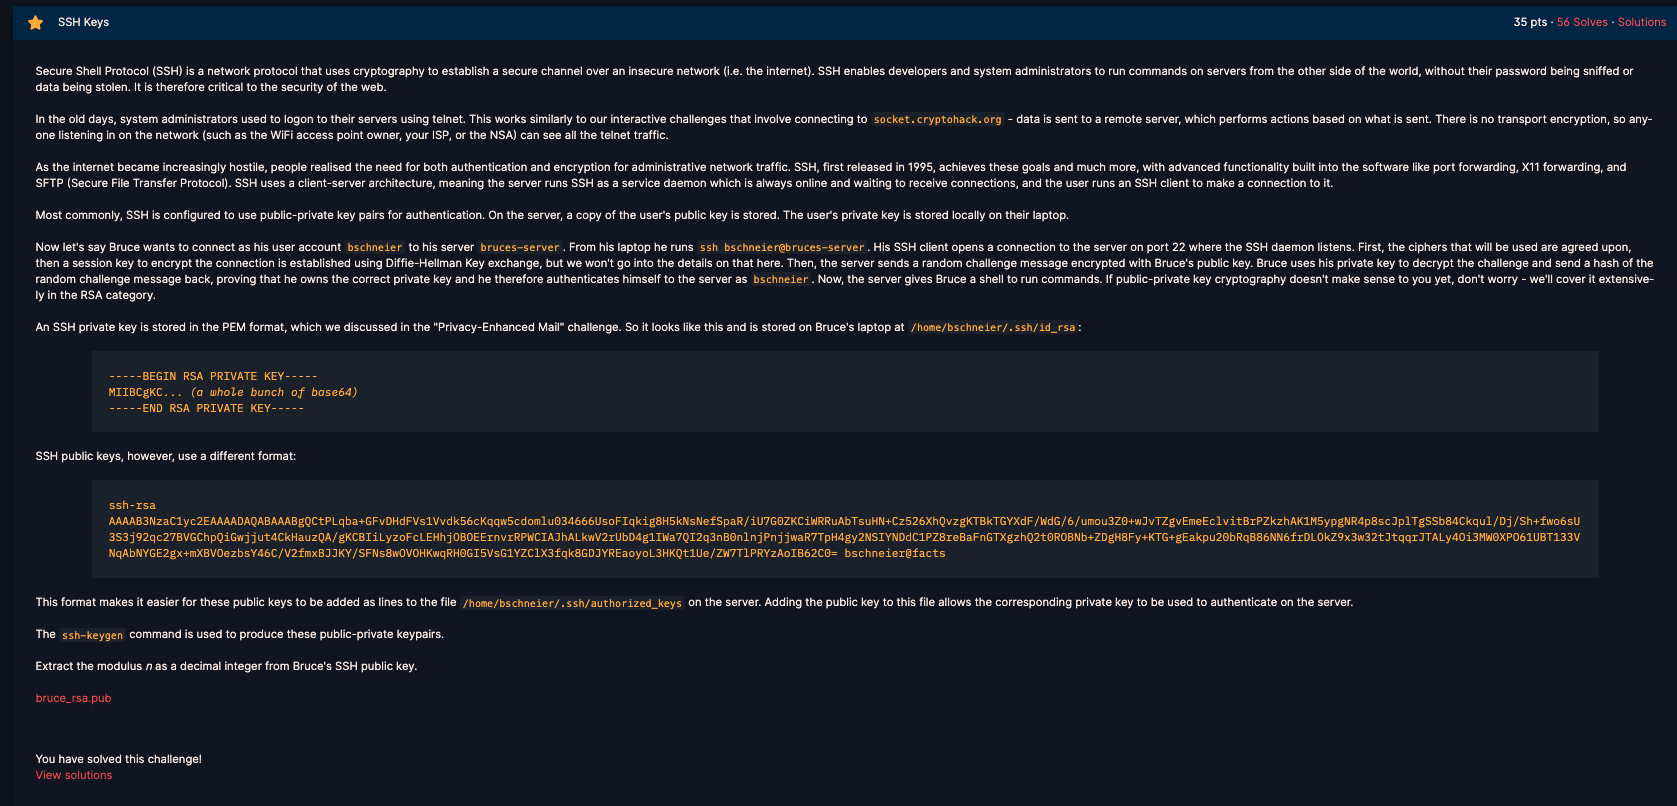 SSH Keys
35 pts · 56 Solves · Solutions
Secure Shell Protocol (SSH) is a network protocol that uses cryptography to establish a secure channel over an insecure network (i.e. the internet). SSH enables developers and system administrators to run commands on servers from the other side of the world, without their password being sniffed or
data being stolen. It is therefore critical to the security of the web.
In the old days, system administrators used to logon to their servers using telnet. This works similarly to our interactive challenges that involve connecting to socket.cryptohack.org - data is sent to a remote server, which performs actions based on what is sent. There is no transport encryption, so any-
one listening in on the network (such as the WiFi access point owner, your ISP, or the NSA) can see all the telnet traffic.
As the internet became increasingly hostile, people realised the need for both authentication and encryption for administrative network traffic. SSH, first released in 1995, achieves these goals and much more, with advanced functionality built into the software like port forwarding, X11 forwarding, and
SFTP (Secure File Transfer Protocol). SSH uses a client-server architecture, meaning the server runs SSH as a service daemon which is always online and waiting to receive connections, and the user runs an SSH client to make a connection to it.
Most commonly, SSH is configured to use public-private key pairs for authentication. On the server, a copy of the user's public key is stored. The user's private key is stored locally on their laptop.
Now let's say Bruce wants to connect as his user account bschneier to his server bruces-server. From his laptop he runs ssh bschneier@bruces-server. His SSH client opens a connection to the server on port 22 where the SSH daemon listens. First, the ciphers that will be used are agreed upon,
then a session key to encrypt the connection is established using Diffie-Hellman Key exchange, but we won't go into the details on that here. Then, the server sends a random challenge message encrypted with Bruce's public key. Bruce uses his private key to decrypt the challenge and send a hash of the
random challenge message back, proving that he owns the correct private key and he therefore authenticates himself to the server as bschneier. Now, the server gives Bruce a shell to run commands. If public-private key cryptography doesn't make sense to you yet, don't worry - we'll cover it extensive-
ly in the RSA category.
An SSH private key is stored in the PEM format, which we discussed in the "Privacy-Enhanced Mail" challenge. So it looks like this and is stored on Bruce's laptop at /home/bschneier/.ssh/id_rsa:
-----BEGIN RSA PRIVATE KEY-----
MIIBCgKC... (a whole bunch of base64)
-----END RSA PRIVATE KEY-----
SSH public keys, however, use a different format:
ssh-rsa
AAAAB3NzaC1yc2EAAAADAQABAAABgQCtPLqba+GFvDHdFVs1Vvdk56cKqqw5cdomlu034666UsoFIqkig8H5kNsNefSpaR/iU7G0ZKCiWRRuAbTsuHN+Cz526XhQvzgKTBkTGYXdF/WdG/6/umou3Z0+wJvTZgvEmeEclvitBrPZkzhAK1M5ypgNR4p8scJplTgSSb84Ckqul/Dj/Sh+fwo6sU
3S3j92qc27BVGChpQiGwjjut4CkHauzQA/gKCBIiLyzoFcLEHhjOBOEErnvrRPWCIAJhALkwV2rUbD4g1IWa7QI2q3nB0nlnjPnjjwaR7TpH4gy2NSIYNDdC1PZ8reBaFnGTXgzhQ2t0ROBNb+ZDgH8Fy+KTG+gEakpu20bRqB86NN6frDLOkZ9x3w32tJtqqrJTALy4Oi3MW0XPO61UBT133V
NqAbNYGE2gx+mXBVOezbsY46C/V2fmxBJJKY/SFNs8wOVOHKwqRH0GI5VsG1YZClX3fqk8GDJYREaoyoL3HKQt1Ue/ZW7TlPRYzAoIB62C0= bschneier@facts
This format makes it easier for these public keys to be added as lines to the file /home/bschneier/.ssh/authorized_keys on the server. Adding the public key to this file allows the corresponding private key to be used to authenticate on the server.
The ssh-keygen command is used to produce these public-private keypairs.
Extract the modulus n as a decimal integer from Bruce's SSH public key.
bruce_rsa.pub
You have solved this challenge!
View solutions